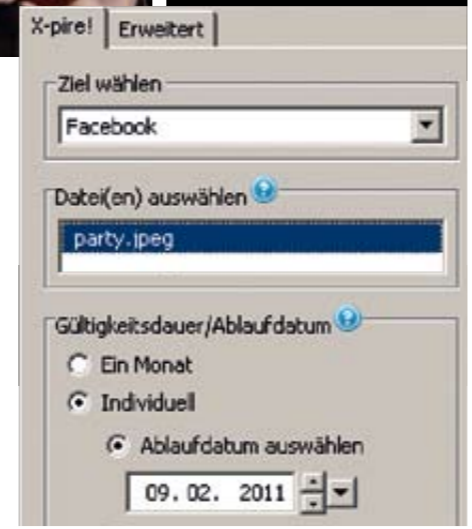 X-pire! Erweitert
Ziel wählen
Facebook
Datei(en) auswählen
party.jpeg
Gültigkeitsdauer/Ablaufdatum
Ein Monat
Individuell
Ablaufdatum auswählen
09. 02. 2011